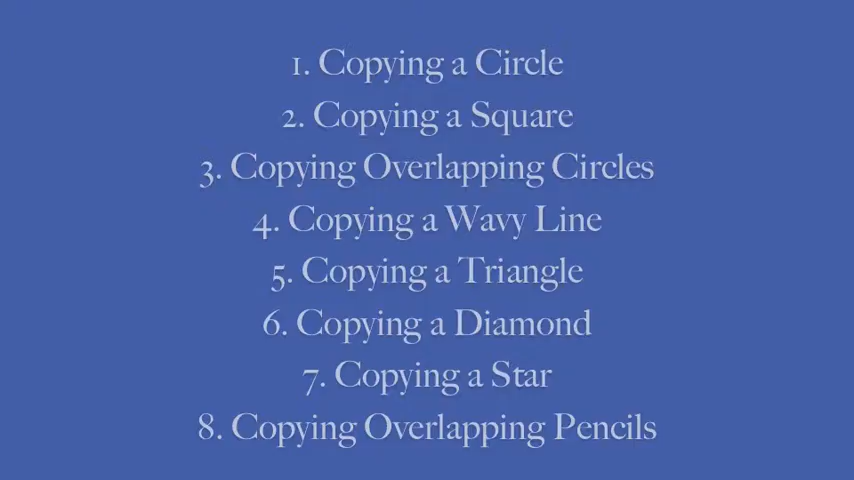 1. Copying a Circle
2. Copying a Square
3. Copying Overlapping Circles
4. Copying a Wavy Line
5. Copying a Triangle
6. Copying a Diamond
7. Copying a Star
8. Copying Overlapping Pencils